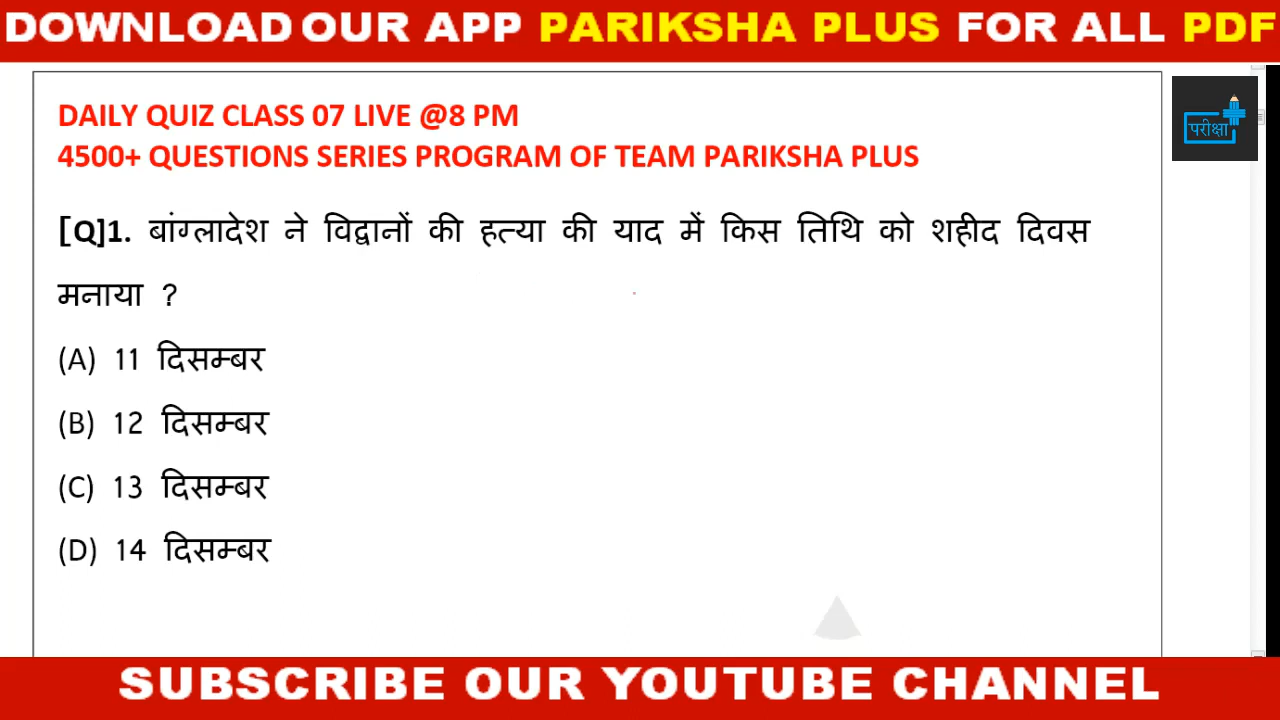 DOWNLOAD OUR APP PARIKSHA PLUS FOR ALL PDF
DAILY QUIZ CLASS 07 LIVE @8 PM
4500+ QUESTIONS SERIES PROGRAM OF TEAM PARIKSHA PLUS
परीक्षा
[Q]1. बांग्लादेश ने विद्वानों की हत्या की याद में किस तिथि को शहीद दिवस
मनाया ?
(A) 11 दिसम्बर
(B) 12 दिसम्बर
(C) 13 दिसम्बर
(D) 14 दिसम्बर
SUBSCRIBE OUR YOUTUBE CHANNEL